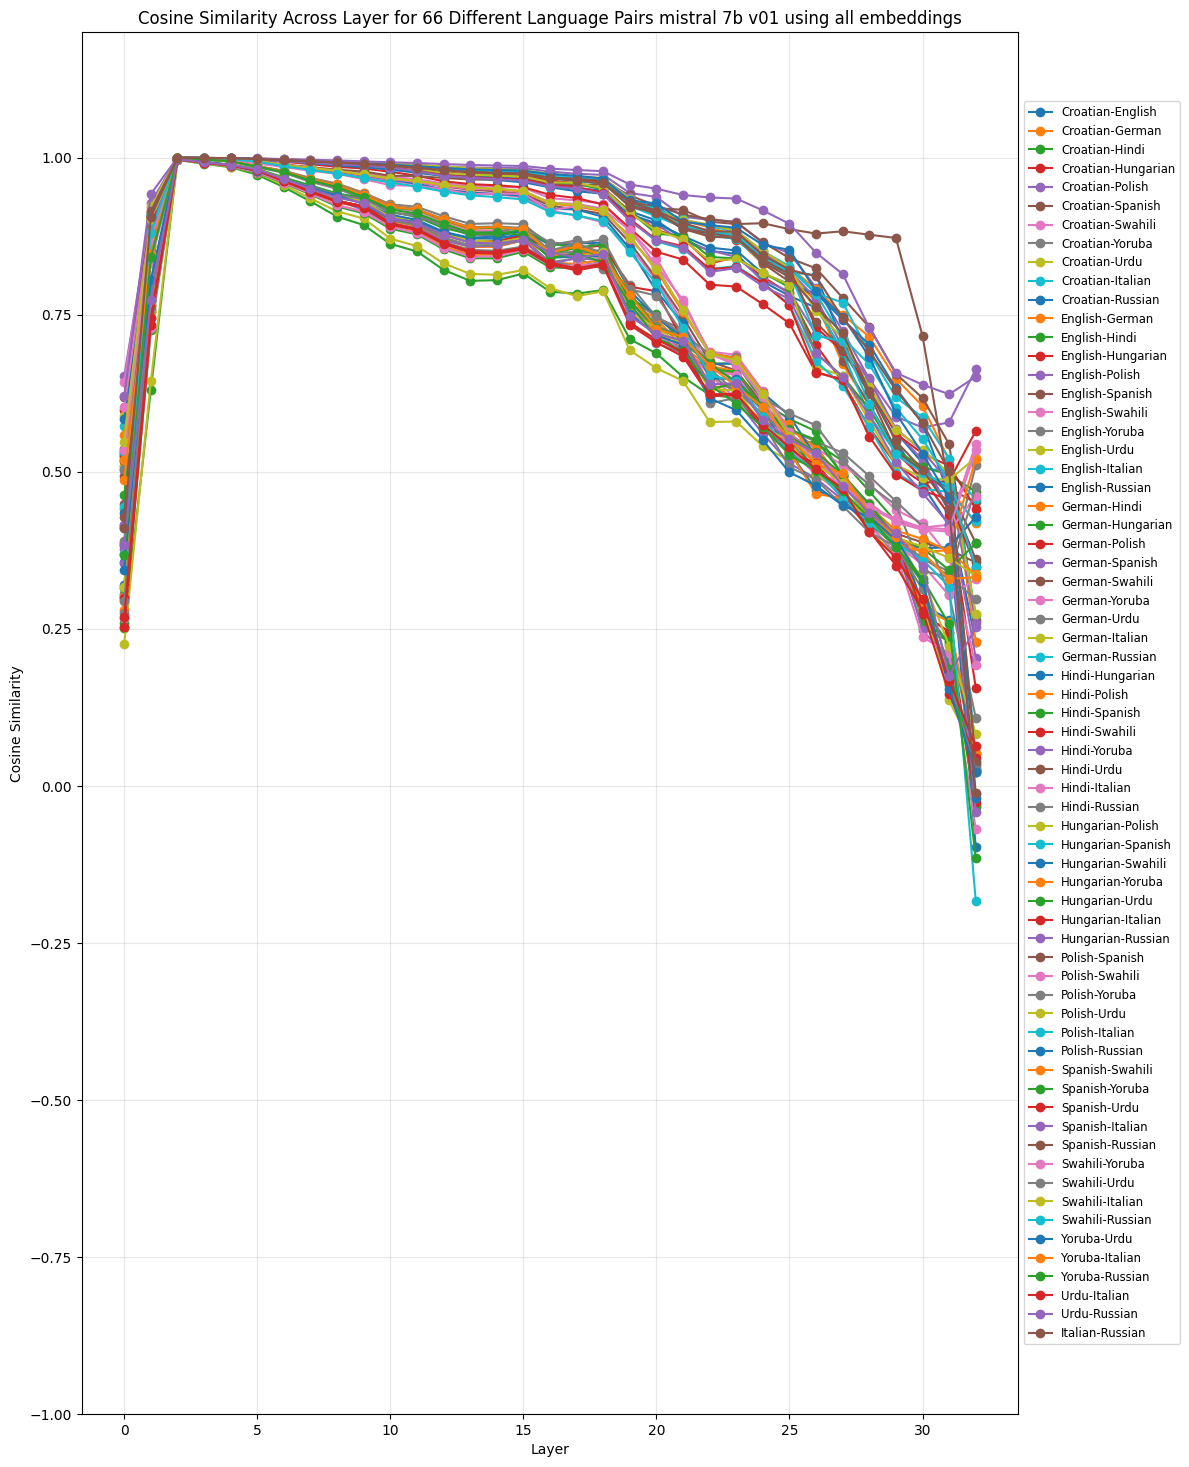 Cosine Similarity Across Layer for 66 Different Language Pairs mistral 7b v01 using all embeddings
Cosine Similarity
1.00
0.75
0.50
0.25
0.00
−0.25
−0.50
−0.75
−1.00
0
5
10
15
20
25
30
Layer
Croatian-English
Croatian-German
Croatian-Hindi
Croatian-Hungarian
Croatian-Polish
Croatian-Spanish
Croatian-Swahili
Croatian-Yoruba
Croatian-Urdu
Croatian-Italian
Croatian-Russian
English-German
English-Hindi
English-Hungarian
English-Polish
English-Spanish
English-Swahili
English-Yoruba
English-Urdu
English-Italian
English-Russian
German-Hindi
German-Hungarian
German-Polish
German-Spanish
German-Swahili
German-Yoruba
German-Urdu
German-Italian
German-Russian
Hindi-Hungarian
Hindi-Polish
Hindi-Spanish
Hindi-Swahili
Hindi-Yoruba
Hindi-Urdu
Hindi-Italian
Hindi-Russian
Hungarian-Polish
Hungarian-Spanish
Hungarian-Swahili
Hungarian-Yoruba
Hungarian-Urdu
Hungarian-Italian
Hungarian-Russian
Polish-Spanish
Polish-Swahili
Polish-Yoruba
Polish-Urdu
Polish-Italian
Polish-Russian
Spanish-Swahili
Spanish-Yoruba
Spanish-Urdu
Spanish-Italian
Spanish-Russian
Swahili-Yoruba
Swahili-Urdu
Swahili-Italian
Swahili-Russian
Yoruba-Urdu
Yoruba-Italian
Yoruba-Russian
Urdu-Italian
Urdu-Russian
Italian-Russian